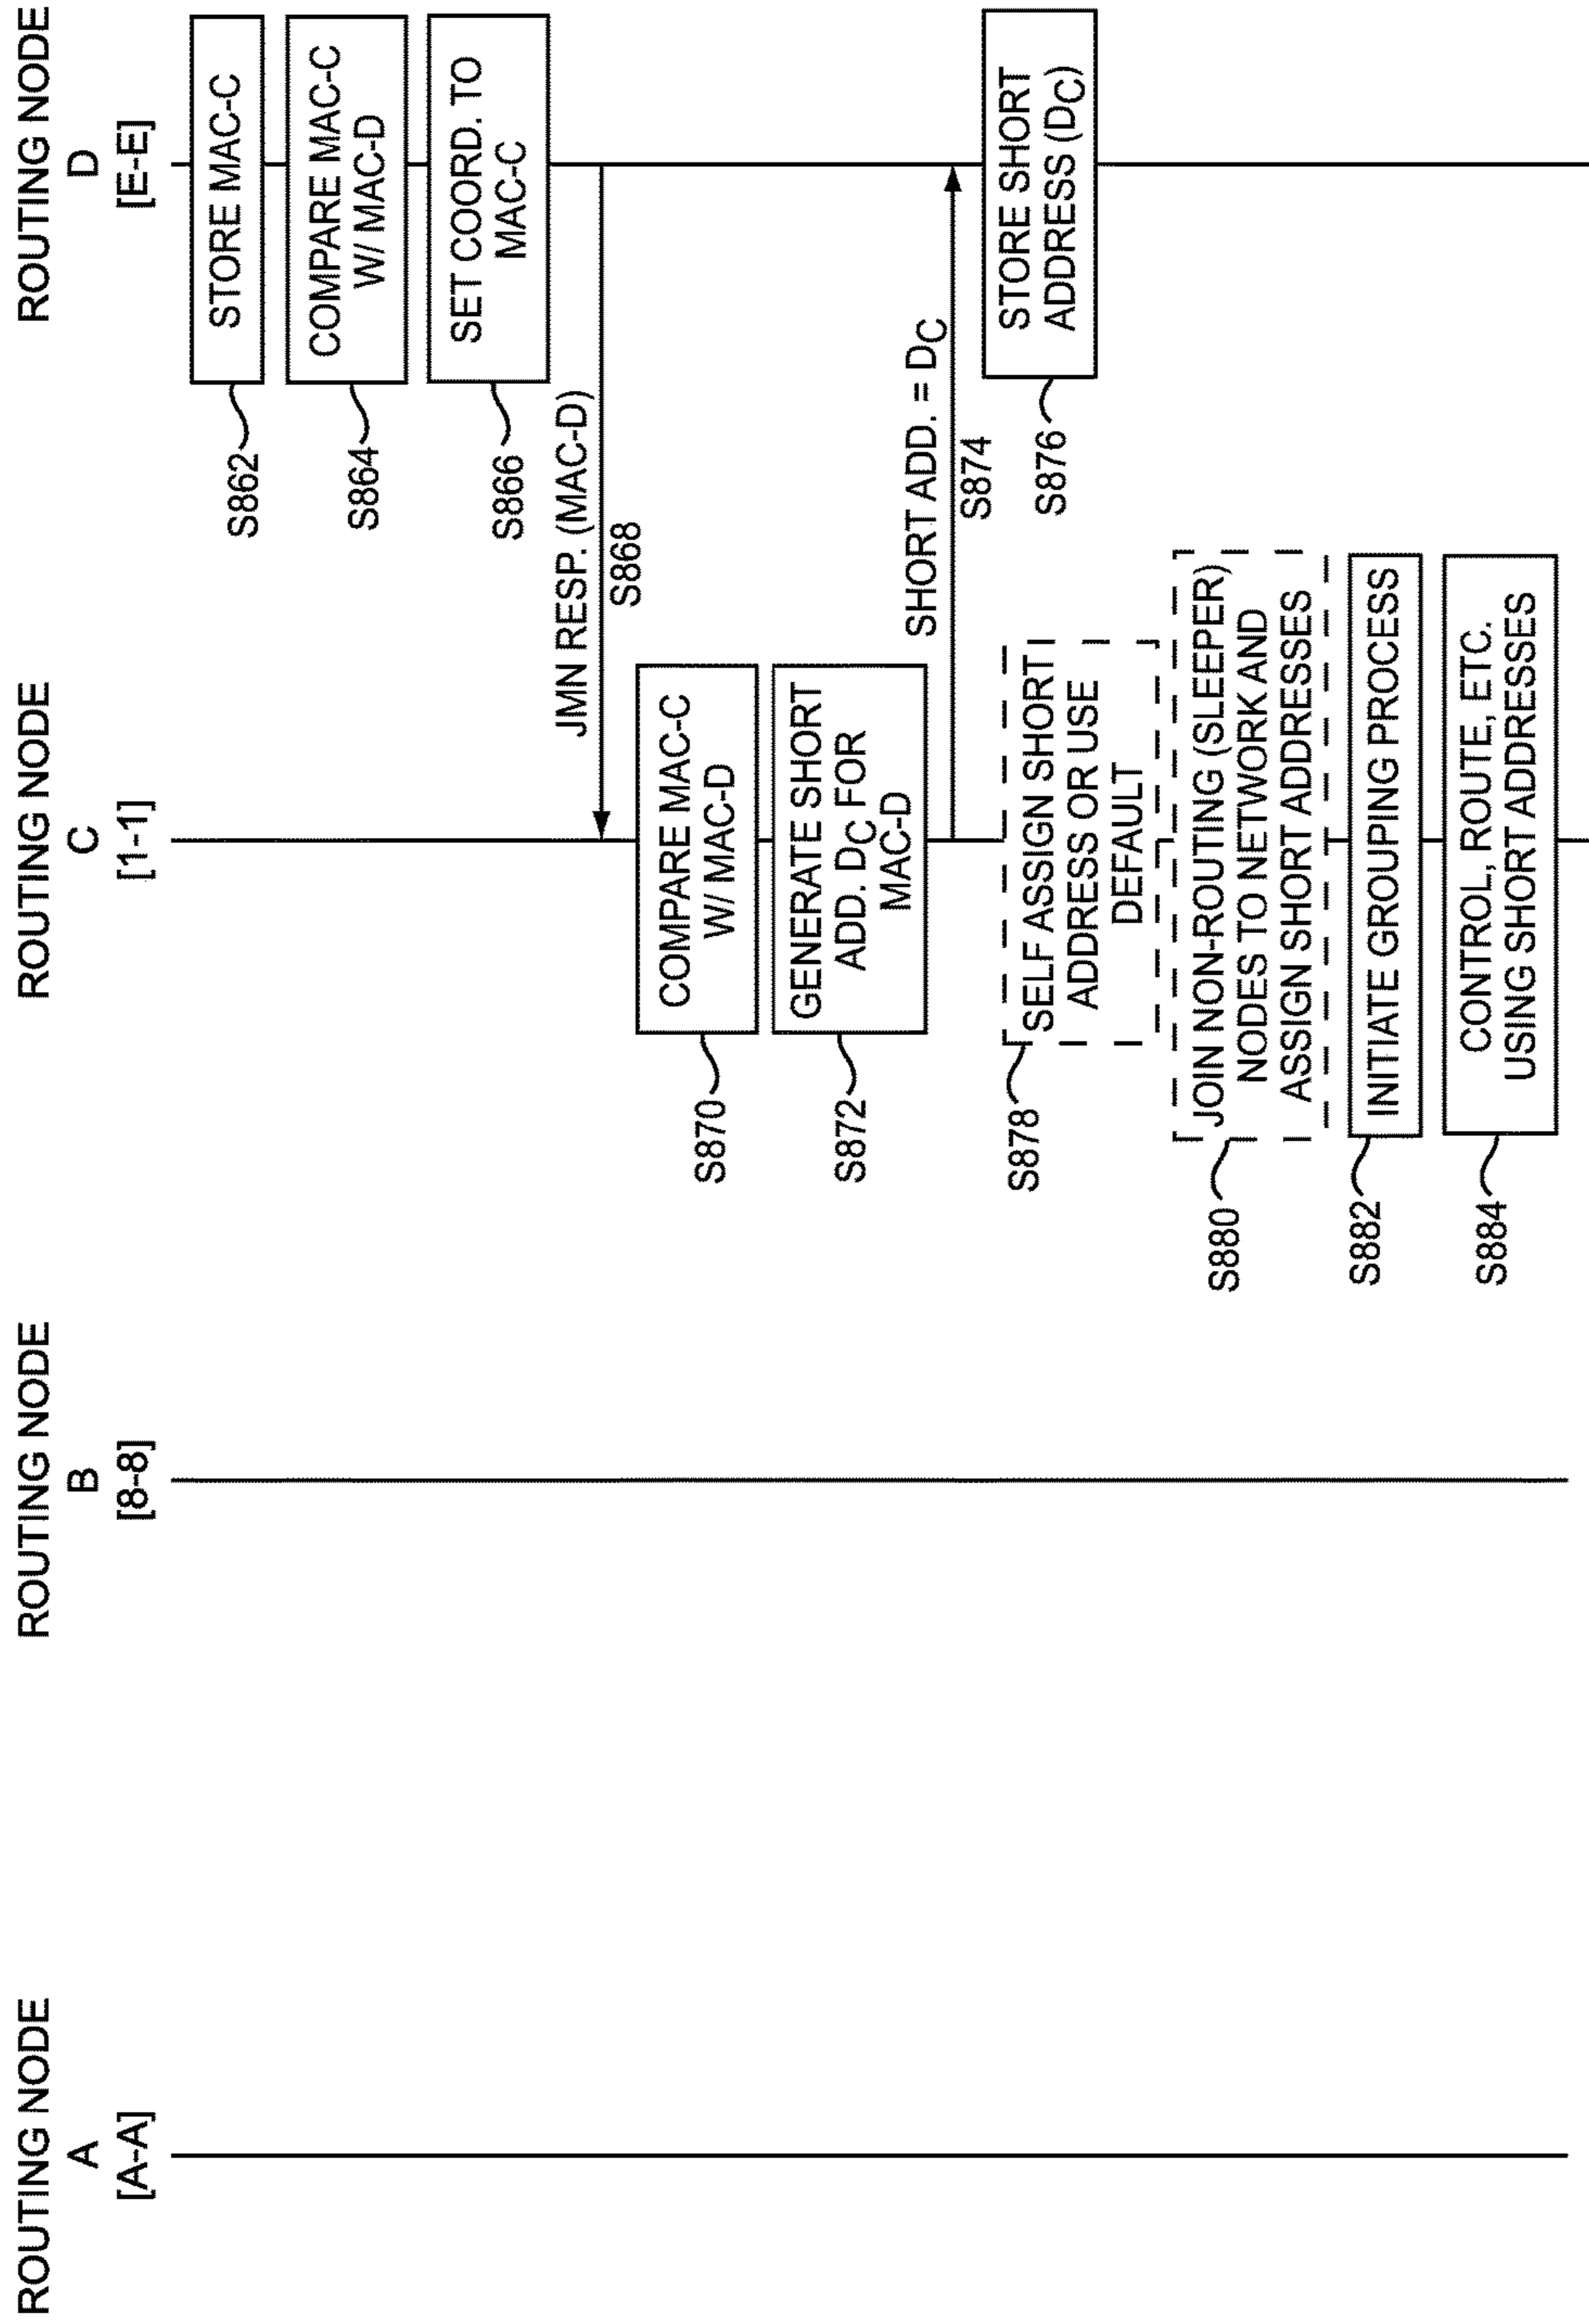 ROUTING NODE
A
[A-A]
ROUTING NODE
B
[8-8]
ROUTING NODE
C
[1-1]
ROUTING NODE
D
[E-E]
STORE MAC-C
S862
COMPARE MAC-C
W/ MAC-D
S864
SET COORD. TO
MAC-C
S866
JMN RESP. (MAC-D)
S868
COMPARE MAC-C
W/ MAC-D
S870
GENERATE SHORT
ADD. DC FOR
MAC-D
S872
SHORT ADD. = DC
S874
STORE SHORT
ADDRESS (DC)
S876
SELF ASSIGN SHORT
ADDRESS OR USE
DEFAULT
S878
JOIN NON-ROUTING (SLEEPER)
NODES TO NETWORK AND
ASSIGN SHORT ADDRESSES
S880
INITIATE GROUPING PROCESS
S882
CONTROL, ROUTE, ETC.
USING SHORT ADDRESSES
S884